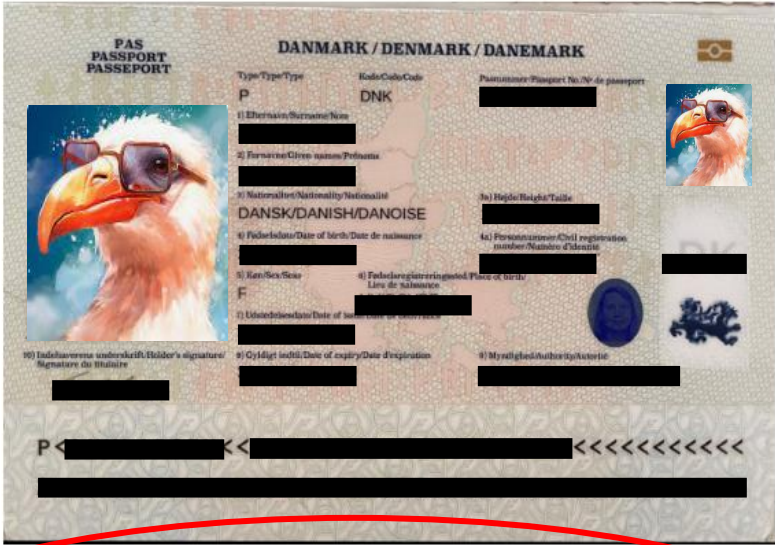 PAS
PASSPORT
PASSEPORT
DANMARK / DENMARK / DANEMARK
Type/Type/Type
Kode/Code/Code
Pasnummer/Passport No./Nº de passeport
P
DNK
1) Efternavn/Surname/Nom
2) Fornavne/Given names/Prénoms
3) Nationalitet/Nationality/Nationalité
3a) Højde/Height/Taille
DANSK/DANISH/DANOISE
4) Fødselsdato/Date of birth/Date de naissance
4a) Personnummer/Civil registration
number/Numéro d'identité
DK
5) Køn/Sex/Sexe
6) Fødselsregistreringssted/Place of birth/
Lieu de naissance
F
7) Udstedelsesdato/Date of
10) Indehaverens underskrift/Holder's signature/
Signature du titulaire
8) Gyldigt indtil/Date of expiry/Date d'expiration
9) Myndighed/Authority/Autorité
P<
<<
<<<<<<<<<<<